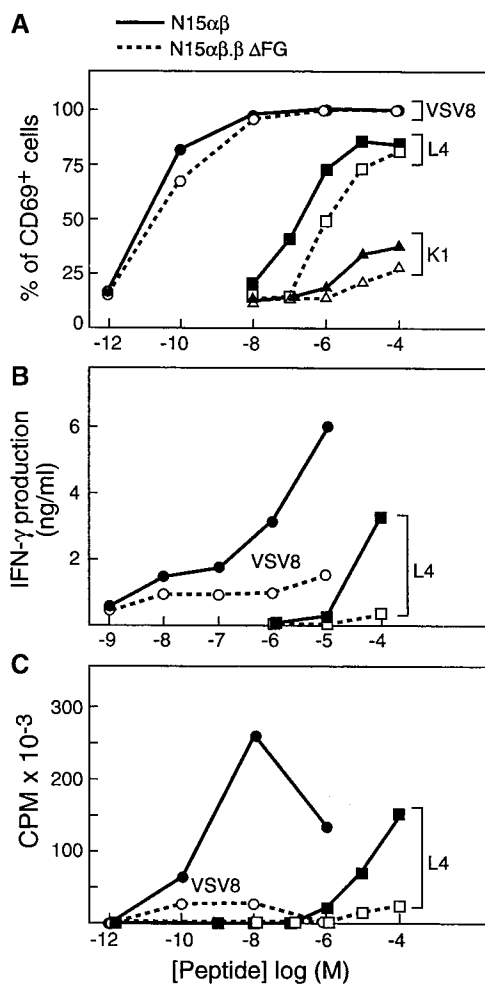 A
N15αβ
N15αβ.β ΔFG
% of CD69+ cells
100
75
50
25
0
VSV8
L4
K1
-12 -10 -8 -6 -4
B
IFN-γ production
(ng/ml)
6
4
2
VSV8
L4
-9 -8 -7 -6 -5 -4
C
CPM x 10-3
300
200
100
VSV8
L4
-12 -10 -8 -6 -4
[Peptide] log (M)